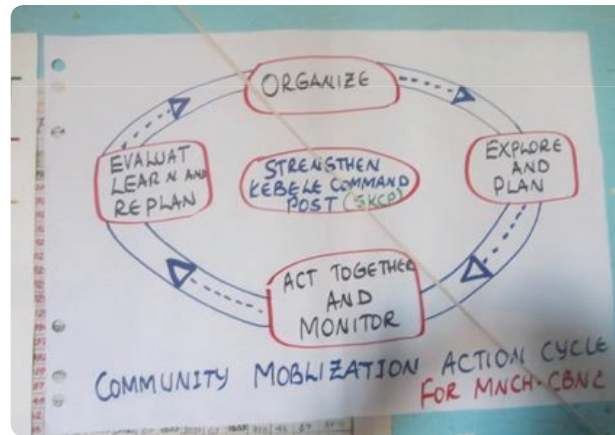 ORGANIZE
EXPLORE
AND
PLAN
ACT TOGETHER
AND
MONITOR
EVALUAT
LEARN AND
REPLAN
STRENGTHEN
KEBELE COMMAND
POST (SKCP)
COMMUNITY MOBLIZATION ACTION CYCLE
FOR MNCH-CBNC